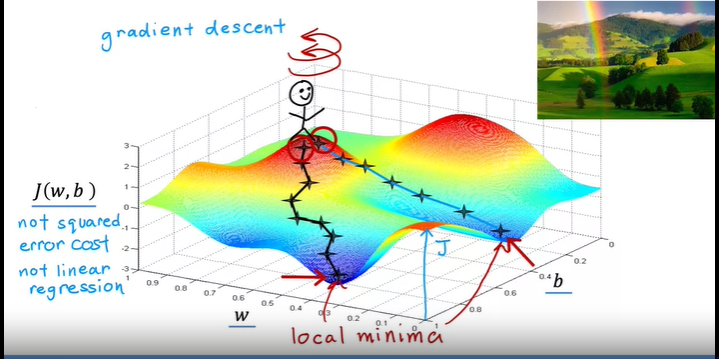 gradient descent
J(w,b)
not squared
error cost
not linear
regression
3
2
1
0
-1
-2
-3
1
0.9
0.8
0.7
0.6
0.5
0.4
0.3
0.2
0.1
0
w
1
0.8
0.6
0.4
0.2
0
b
J
local minima